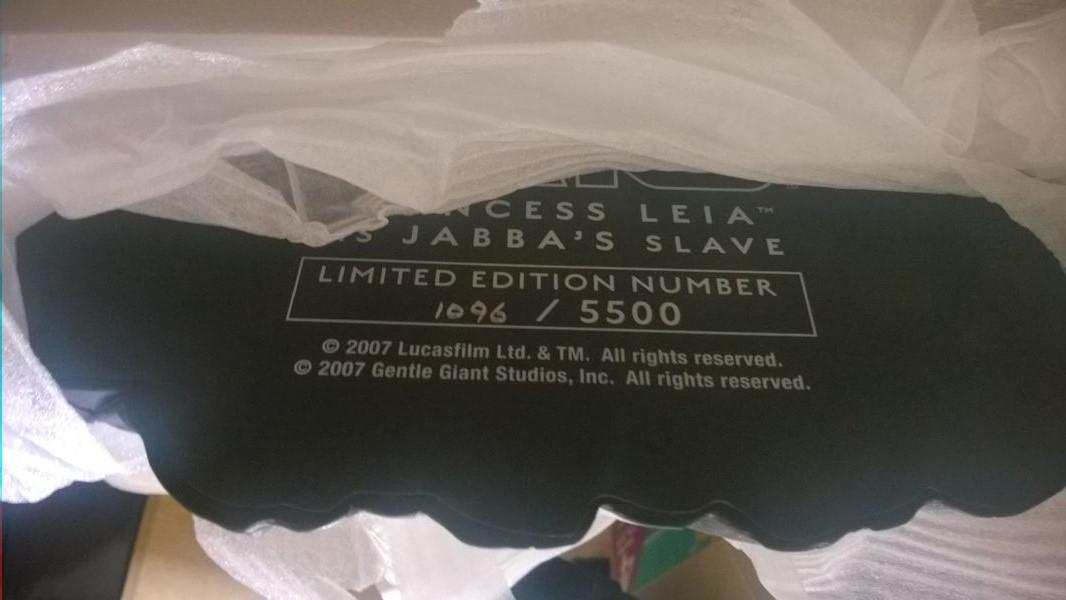 NCESS LEIA™
S JABBA'S SLAVE
LIMITED EDITION NUMBER
1096 / 5500
© 2007 Lucasfilm Ltd. & TM. All rights reserved.
© 2007 Gentle Giant Studios, Inc. All rights reserved.